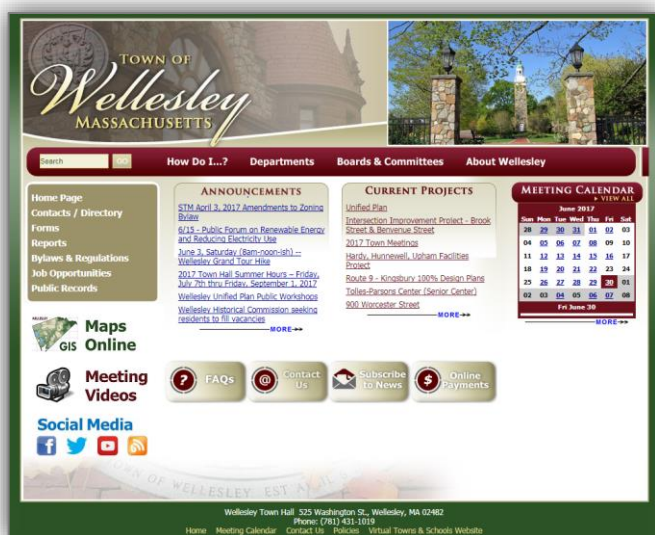 TOWN OF
Wellesley
MASSACHUSETTS
Search
GO
How Do I...? Departments Boards & Committees About Wellesley
Home Page
Contacts / Directory
Forms
Reports
Bylaws & Regulations
Job Opportunities
Public Records
GIS
Maps
Online
Meeting
Videos
Social Media
ANNOUNCEMENTS
STM April 3, 2017 Amendments to Zoning
Bylaw
6/15 - Public Forum on Renewable Energy
and Reducing Electricity Use
June 3, Saturday (8am-noon-ish) --
Wellesley Grand Tour Hike
2017 Town Hall Summer Hours – Friday,
July 7th thru Friday, September 1, 2017
Wellesley Unified Plan Public Workshops
Wellesley Historical Commission seeking
residents to fill vacancies
MORE
CURRENT PROJECTS
Unified Plan
Intersection Improvement Project - Brook
Street & Benvenue Street
2017 Town Meetings
Hardy, Hunnewell, Upham Facilities
Project
Route 9 - Kingsbury 100% Design Plans
Tolles-Parsons Center (Senior Center)
900 Worcester Street
MORE
MEETING CALENDAR
VIEW ALL
June 2017
Sun Mon Tue Wed Thu Fri Sat
28 29 30 31 01 02 03
04 05 06 07 08 09 10
11 12 13 14 15 16 17
18 19 20 21 22 23 24
25 26 27 28 29 30 01
02 03 04 05 06 07 08
Fri June 30
MORE
? FAQs
@ Contact
Us
Subscribe
to News
$ Online
Payments
TOWN OF WELLESLEY EST
Wellesley Town Hall 525 Washington St., Wellesley, MA 02482
Phone: (781) 431-1019
Home Meeting Calendar Contact Us Policies Virtual Towns & Schools Website